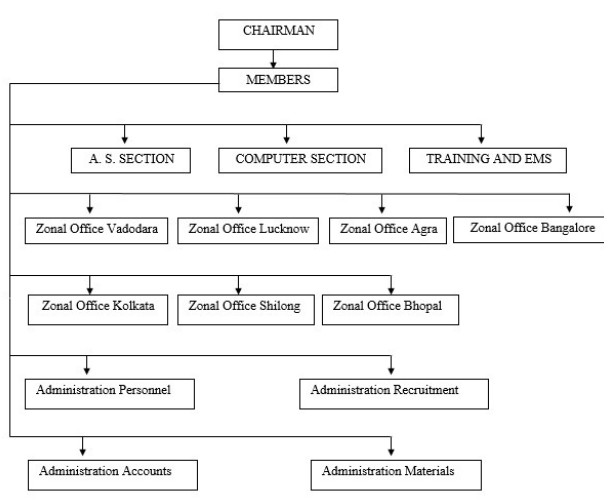 CHAIRMAN
MEMBERS
A. S. SECTION
COMPUTER SECTION
TRAINING AND EMS
Zonal Office Vadodara
Zonal Office Lucknow
Zonal Office Agra
Zonal Office Bangalore
Zonal Office Kolkata
Zonal Office Shilong
Zonal Office Bhopal
Administration Personnel
Administration Recruitment
Administration Accounts
Administration Materials